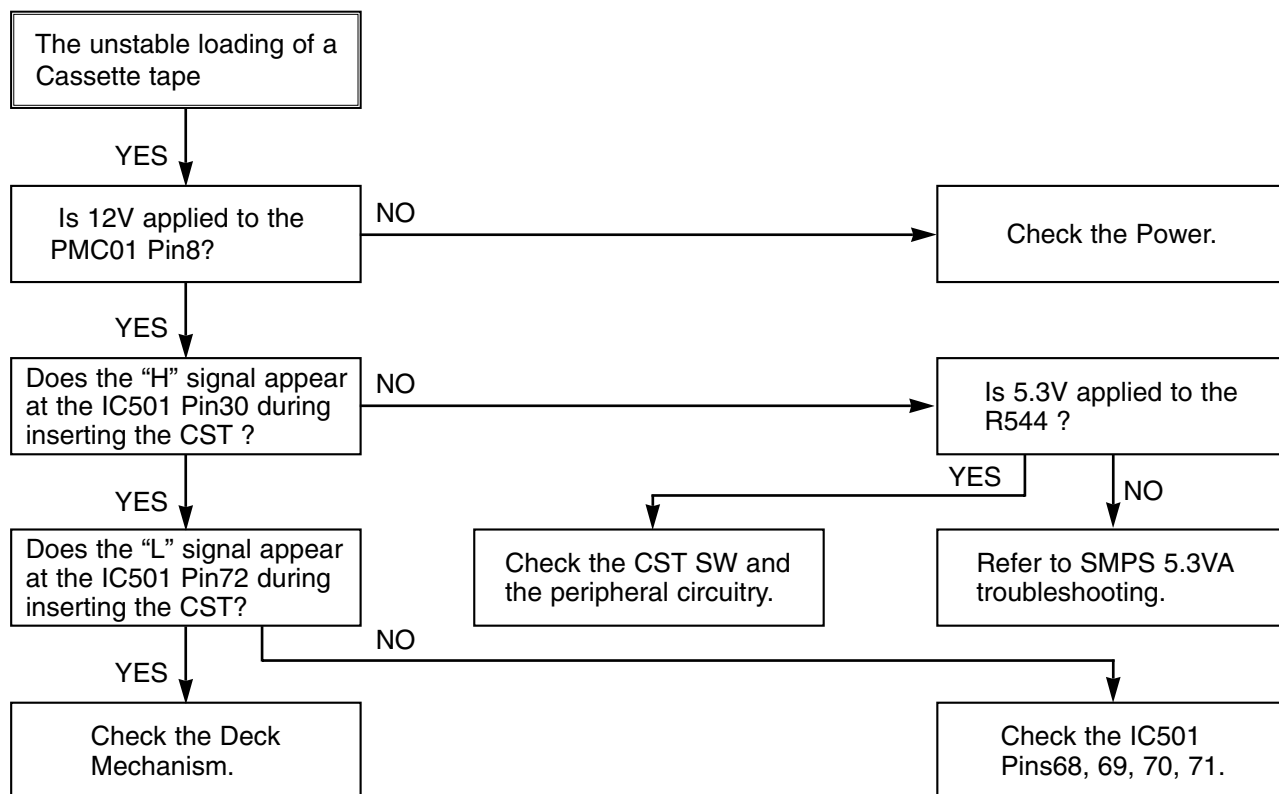 The unstable loading of a
Cassette tape
YES
Is 12V applied to the
PMC01 Pin8?
NO
Check the Power.
YES
Does the “H” signal appear
at the IC501 Pin30 during
inserting the CST ?
NO
Is 5.3V applied to the
R544 ?
YES
YES
NO
Does the “L” signal appear
at the IC501 Pin72 during
inserting the CST?
Check the CST SW and
the peripheral circuitry.
Refer to SMPS 5.3VA
troubleshooting.
NO
YES
Check the Deck
Mechanism.
Check the IC501
Pins68, 69, 70, 71.